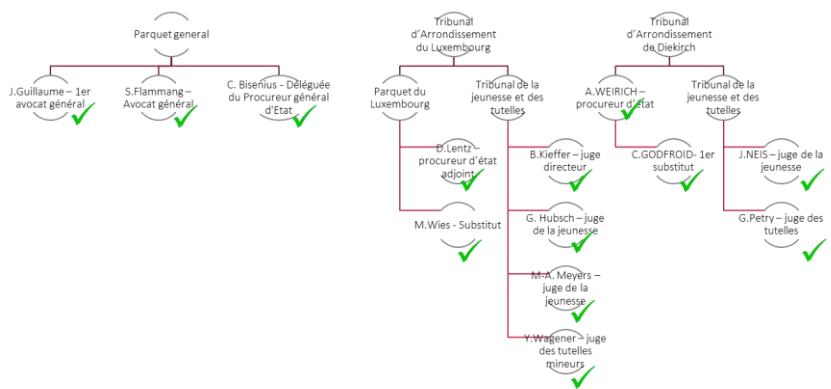 Parquet general
J.Guillaume – 1er
avocat général
S.Flammang –
Avocat général
C. Bisenius - Déléguée
du Procureur général
d'Etat
Tribunal
d'Arrondissement
du Luxembourg
Parquet du
Luxembourg
D.Lentz –
procureur d'état
adjoint
M.Wies - Substitut
Tribunal de la
jeunesse et des
tutelles
B.Kieffer – juge
directeur
G. Hubsch – juge
de la jeunesse
M-A. Meyers –
juge de la
jeunesse
Y.Wagener – juge
des tutelles
mineurs
Tribunal
d'Arrondissement
de Diekirch
A.WEIRICH –
procureur d'état
C.GODFROID- 1er
substitut
Tribunal de la
jeunesse et des
tutelles
J.NEIS – juge de la
jeunesse
G.Petry – juge des
tutelles